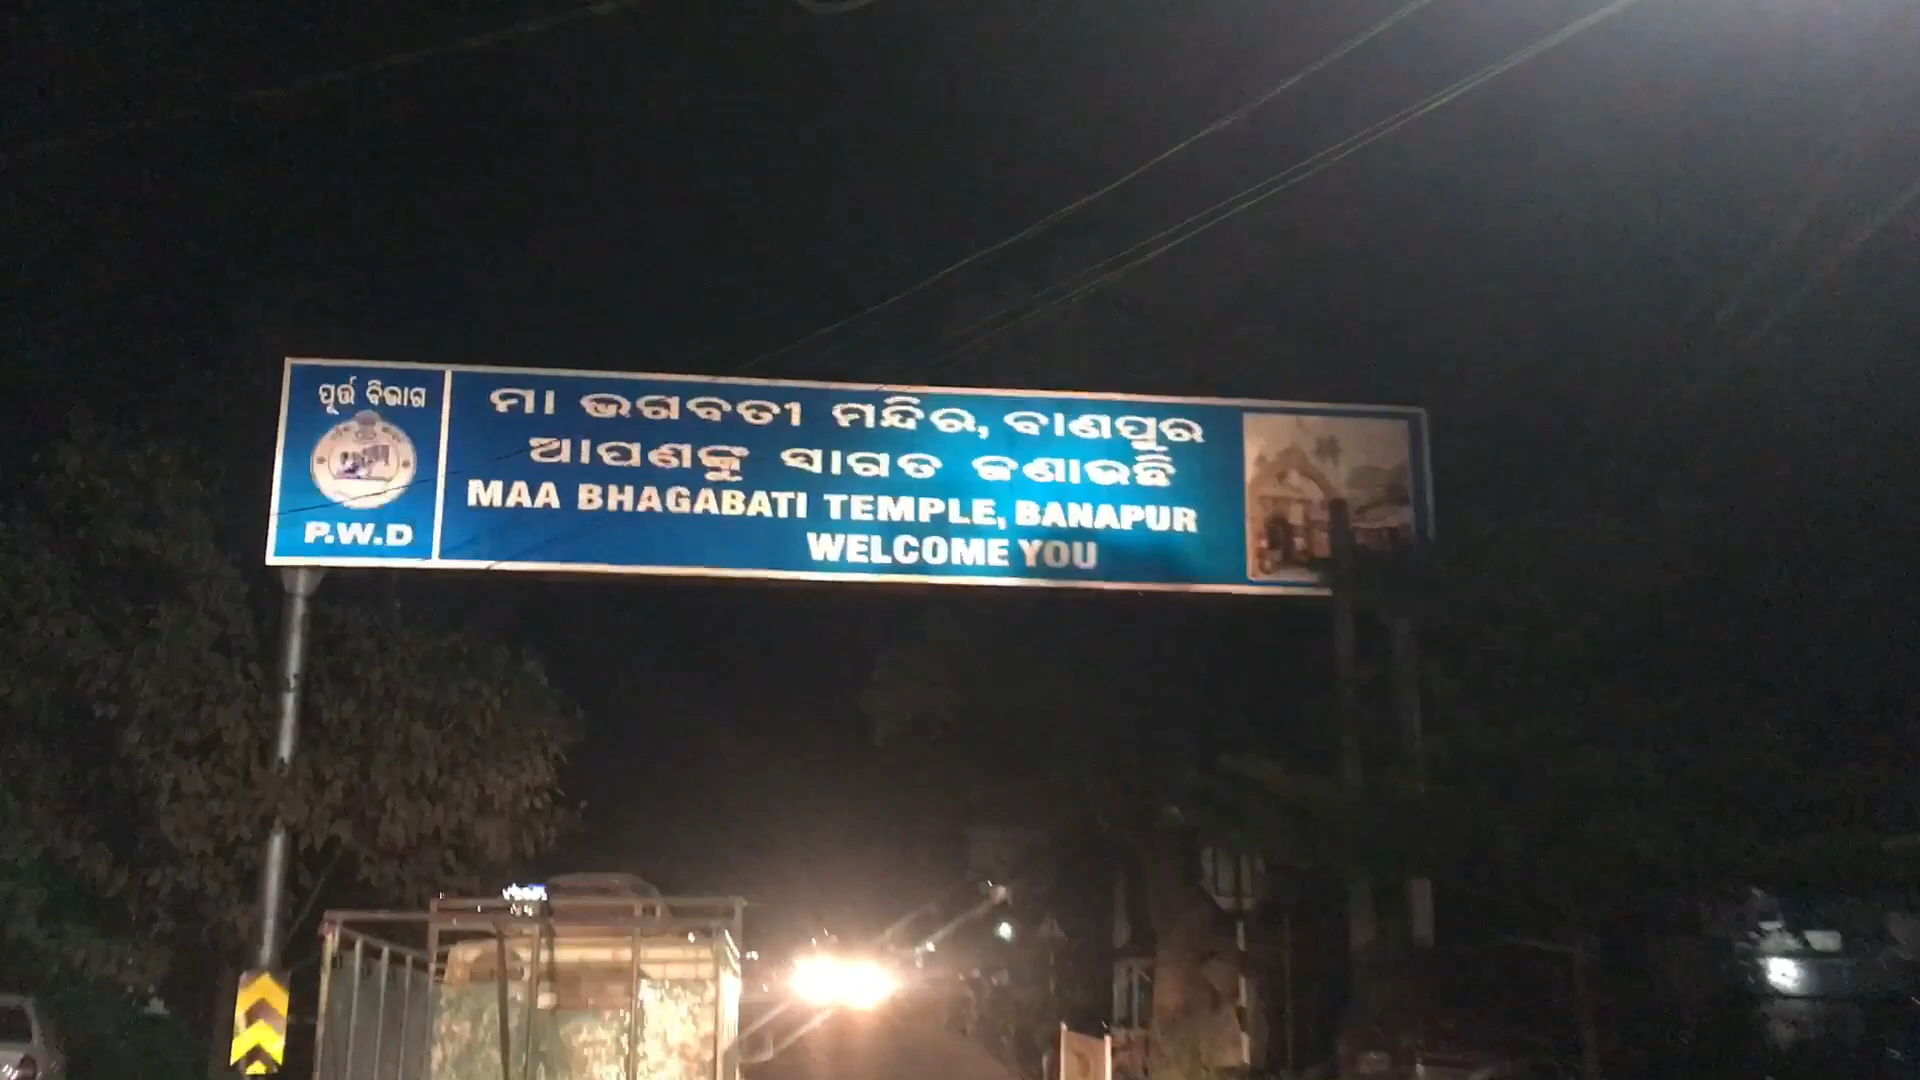 ପୂର୍ତ୍ତ ବିଭାଗ
P.W.D
ମା ଭଗବତୀ ମନ୍ଦିର, ବାଣପୁର
ଆପଣଙ୍କୁ ସ୍ୱାଗତ ଜଣାଉଛି
MAA BHAGABATI TEMPLE, BANAPUR
WELCOME YOU